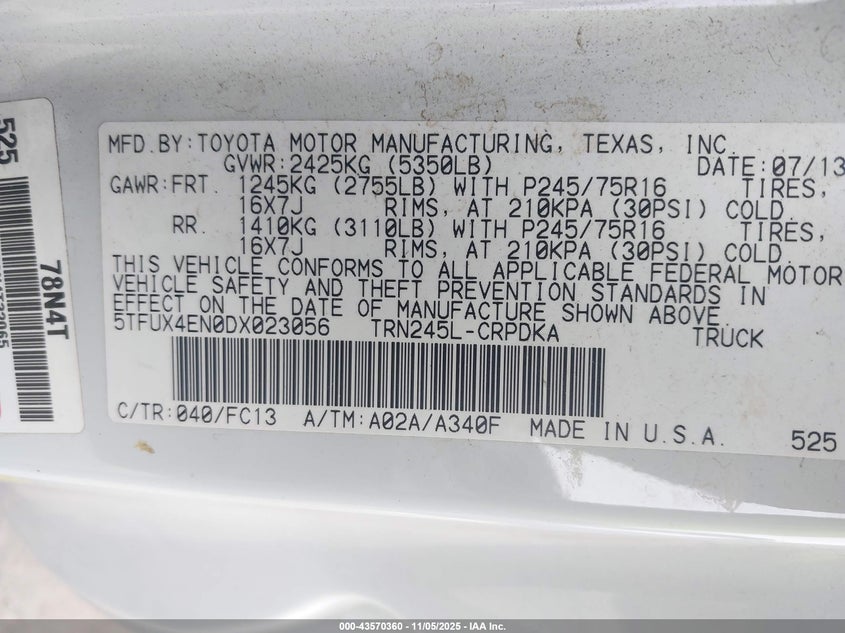 MFD.BY:TOYOTA MOTOR MANUFACTURING, TEXAS, INC.
GVWR:2425KG (5350LB) DATE:07/13
GAWR:FRT. 1245KG (2755LB) WITH P245/75R16 TIRES,
16X7J RIMS, AT 210KPA (30PSI) COLD
RR. 1410KG (3110LB) WITH P245/75R16 TIRES,
16X7J RIMS, AT 210KPA (30PSI) COLD.
THIS VEHICLE CONFORMS TO ALL APPLICABLE FEDERAL MOTOR
VEHICLE SAFETY AND THEFT PREVENTION STANDARDS IN
EFFECT ON THE DATE OF MANUFACTURE SHOWN ABOVE.
5TFUX4EN0DX023056 TRN245L-CRPDKA TRUCK
C/TR:040/FC13 A/TM:A02A/A340F MADE IN U.S.A.
525
525
78N4T
000-43570360 - 11/05/2025 - IAA Inc.